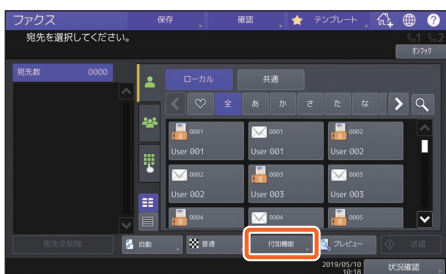 ファクス 保存 確認 テンプレート ?
宛先を選択してください。
オンフック
宛先数 0000
ローカル 共通
全 あ か さ た な
0001 0001 0002
User 001 User 001 User 002
0002 0003 0003
User 002 User 003 User 003
0004 0004 0005
宛先全削除 自動 普通 付加機能 プレビュー 送信
2019/05/10
10:18 状況確認